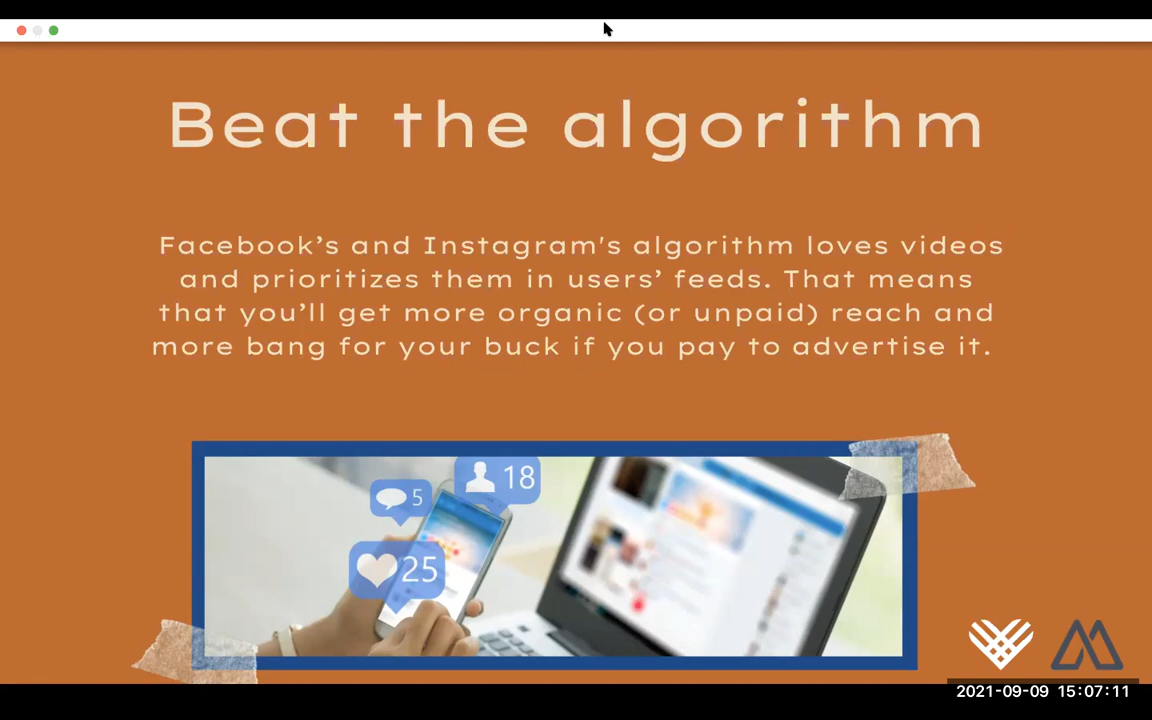 Beat the algorithm
Facebook’s and Instagram's algorithm loves videos
and prioritizes them in users’ feeds. That means
that you’ll get more organic (or unpaid) reach and
more bang for your buck if you pay to advertise it.
18
5
25
2021-09-09 15:07:11